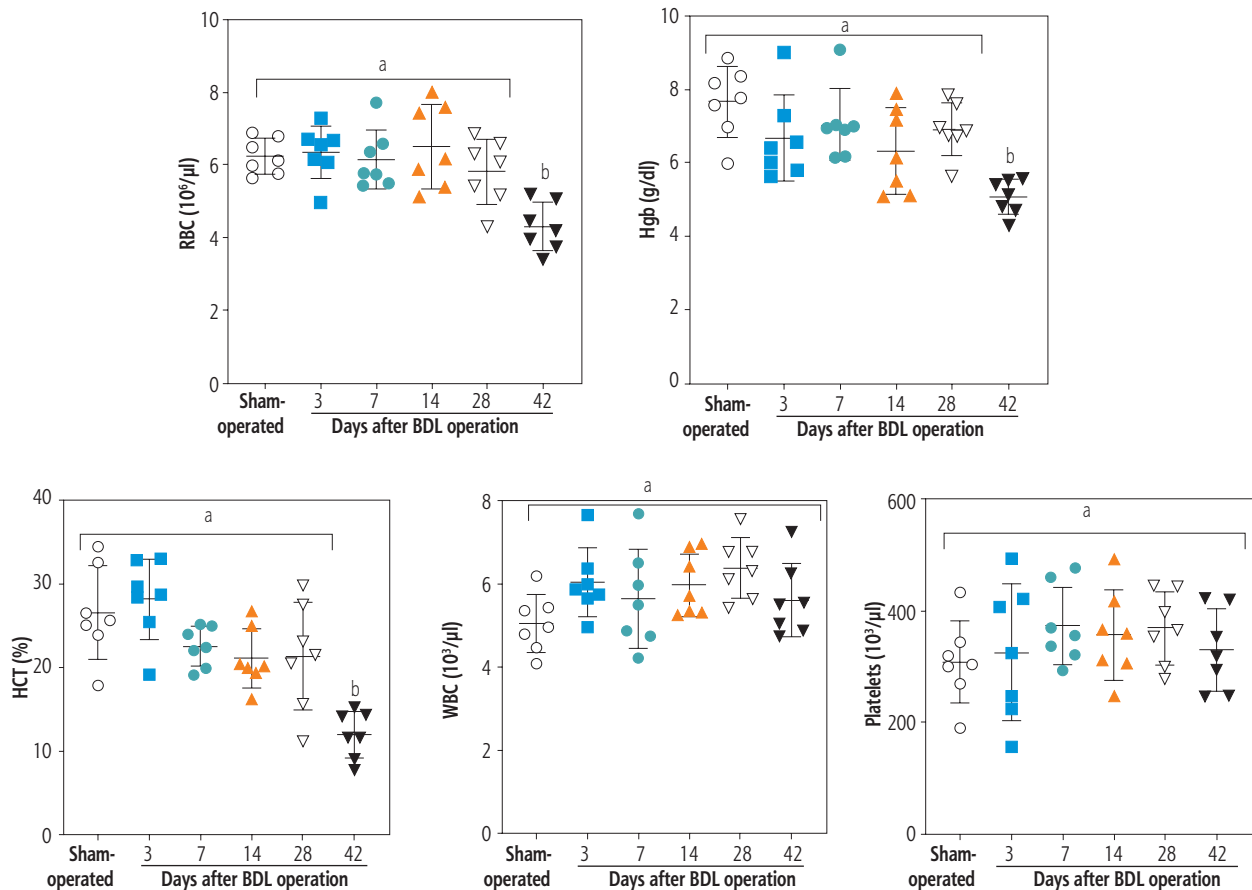 10
8
6
4
2
0
RBC (10⁶/µl)
a
b
Sham-
operated
3 7 14 28 42
Days after BDL operation
10
8
6
4
2
0
Hgb (g/dl)
a
b
Sham-
operated
3 7 14 28 42
Days after BDL operation
40
30
20
10
0
HCT (%)
a
b
Sham-
operated
3 7 14 28 42
Days after BDL operation
8
6
4
2
0
WBC (10³/µl)
a
Sham-
operated
3 7 14 28 42
Days after BDL operation
600
400
200
0
Platelets (10³/µl)
a
Sham-
operated
3 7 14 28 42
Days after BDL operation